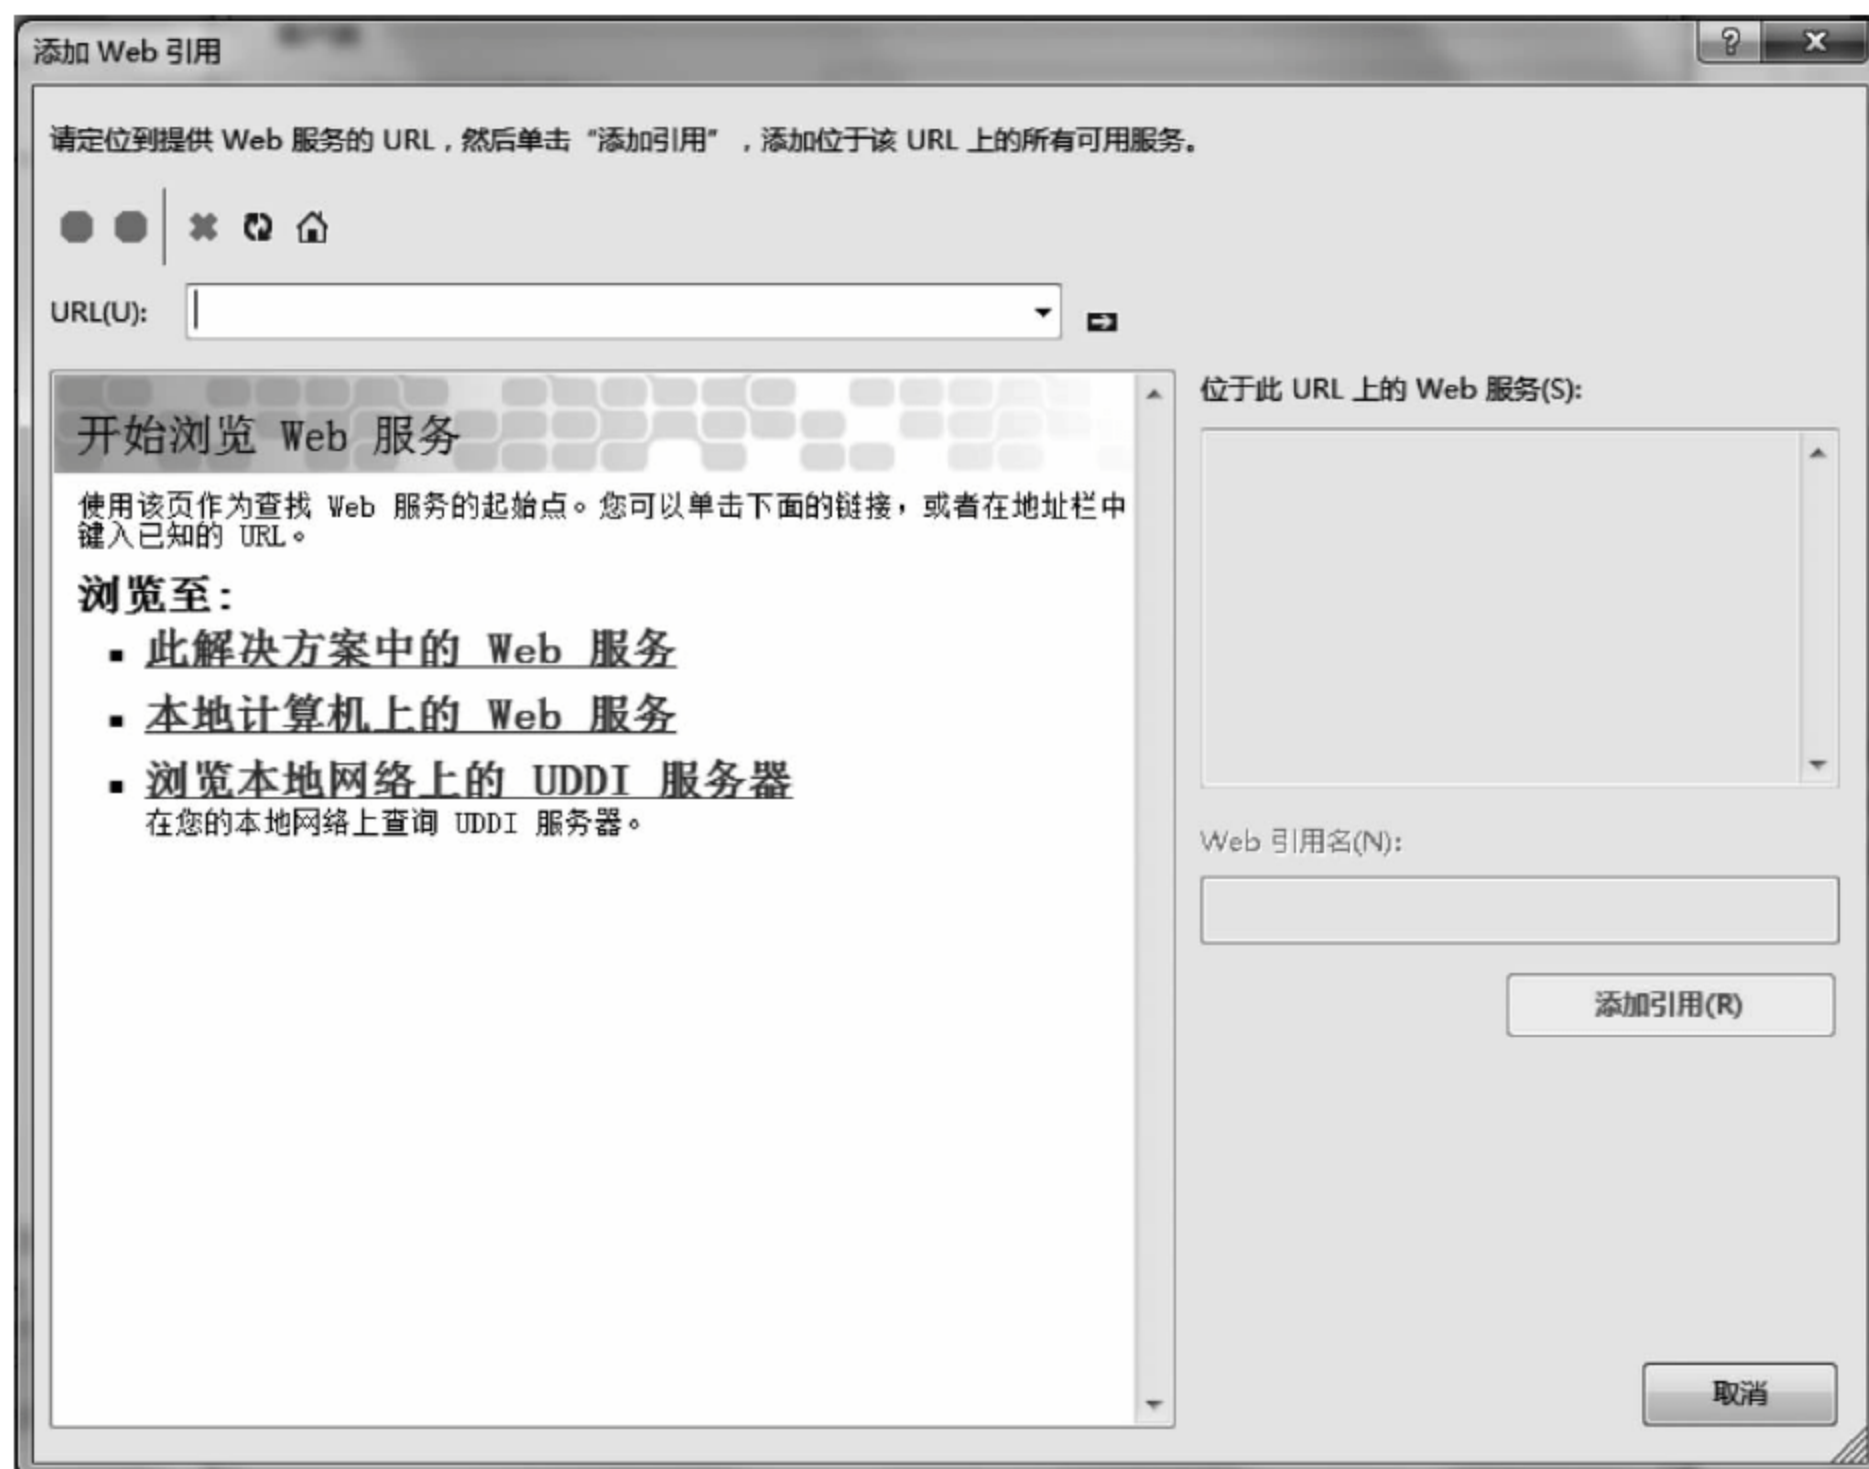 添加 Web 引用
请定位到提供 Web 服务的 URL，然后单击“添加引用”，添加位于该 URL 上的所有可用服务。
URL(U):
开始浏览 Web 服务
使用该页作为查找 Web 服务的起始点。您可以单击下面的链接，或者在地址栏中
键入已知的 URL。
浏览至:
此解决方案中的 Web 服务
本地计算机上的 Web 服务
浏览本地网络上的 UDDI 服务器
在您的本地网络上查询 UDDI 服务器。
位于此 URL 上的 Web 服务(S):
Web 引用名(N):
添加引用(R)
取消